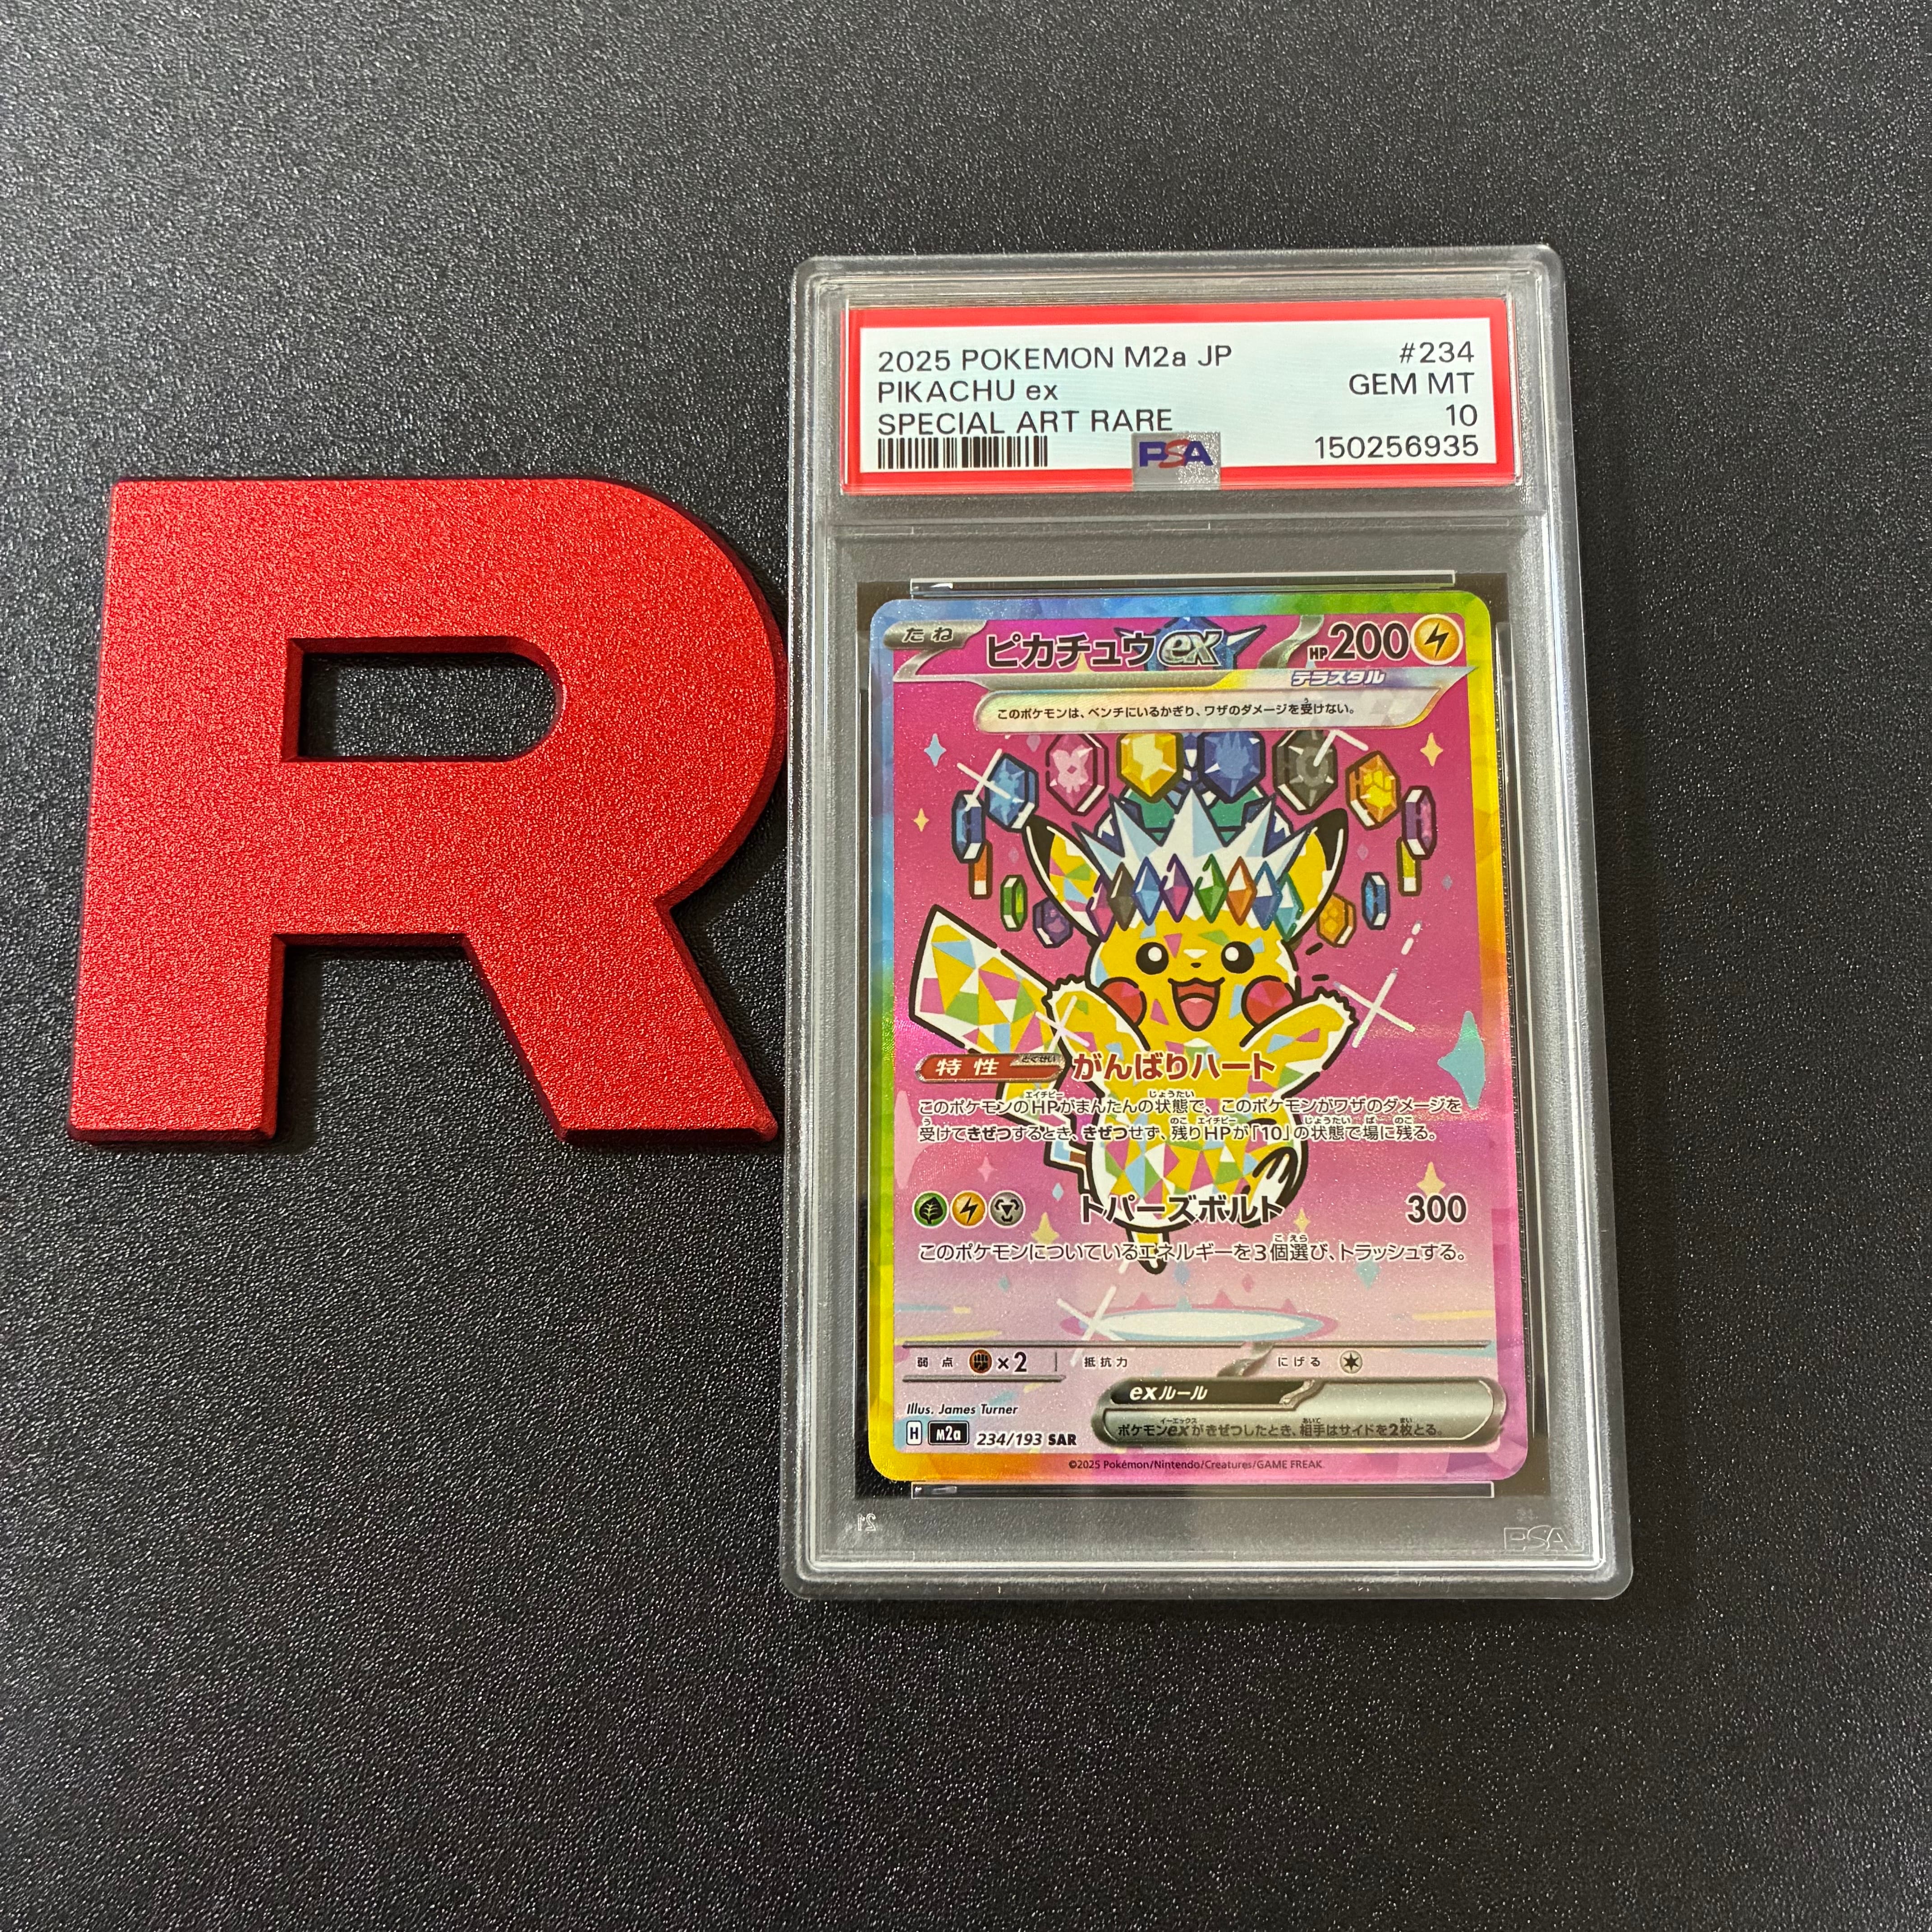 R
2025 POKEMON M2a JP #234
PIKACHU ex GEM MT
SPECIAL ART RARE 10
PSA 150256935
たね ピカチュウex HP200
テラスタル
このポケモンは、ベンチにいるかぎり、ワザのダメージを受けない。
特性 とくせい がんばりハート
このポケモンのHPがまんたんの状態で、このポケモンがワザのダメージを
受けてきぜつするとき、きぜつせず、残りHPが「10」の状態で場に残る。
トパーズボルト 300
このポケモンについているエネルギーを3個選び、トラッシュする。
弱点 ×2 抵抗力 にげる
exルール
ポケモンexがきぜつしたとき、相手はサイドを2枚とる。
Illus. James Turner
H m2a 234/193 SAR
©2025 Pokémon/Nintendo/Creatures/GAME FREAK.
PSA